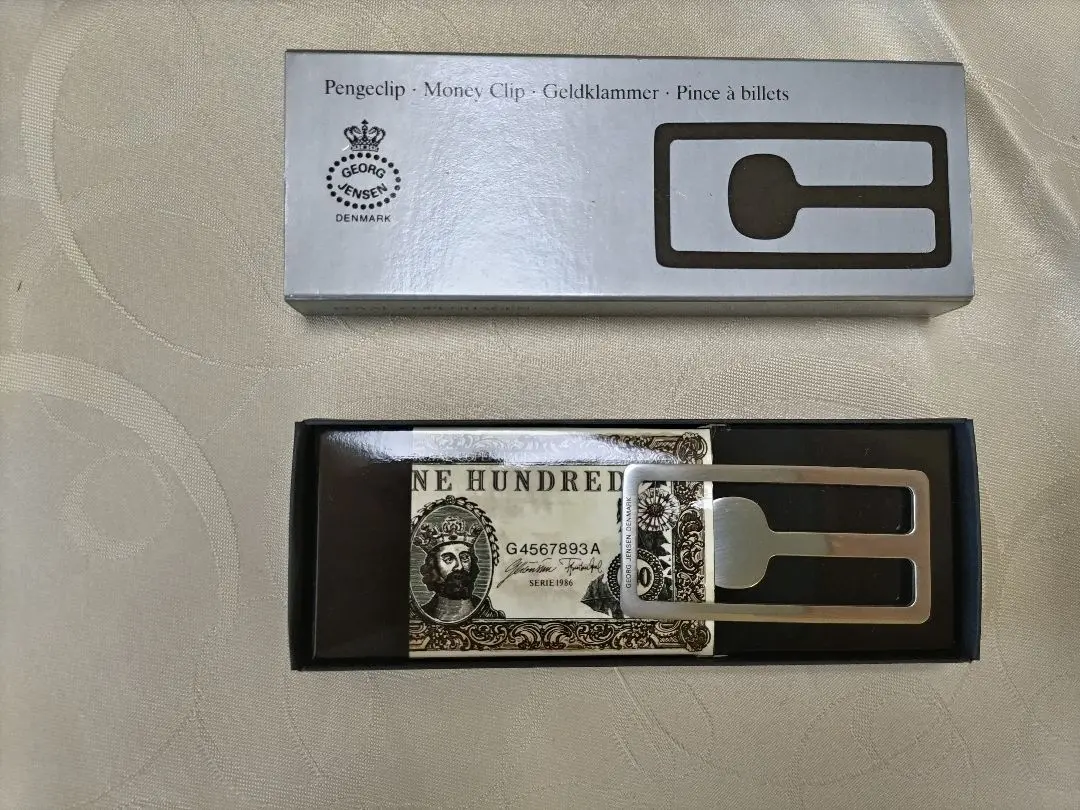 Pengeclip · Money Clip · Geldklammer · Pince à billets
GEORG
JENSEN
DENMARK
NE HUNDRED
G4567893A
SERIE 1986
GEORG JENSEN DENMARK